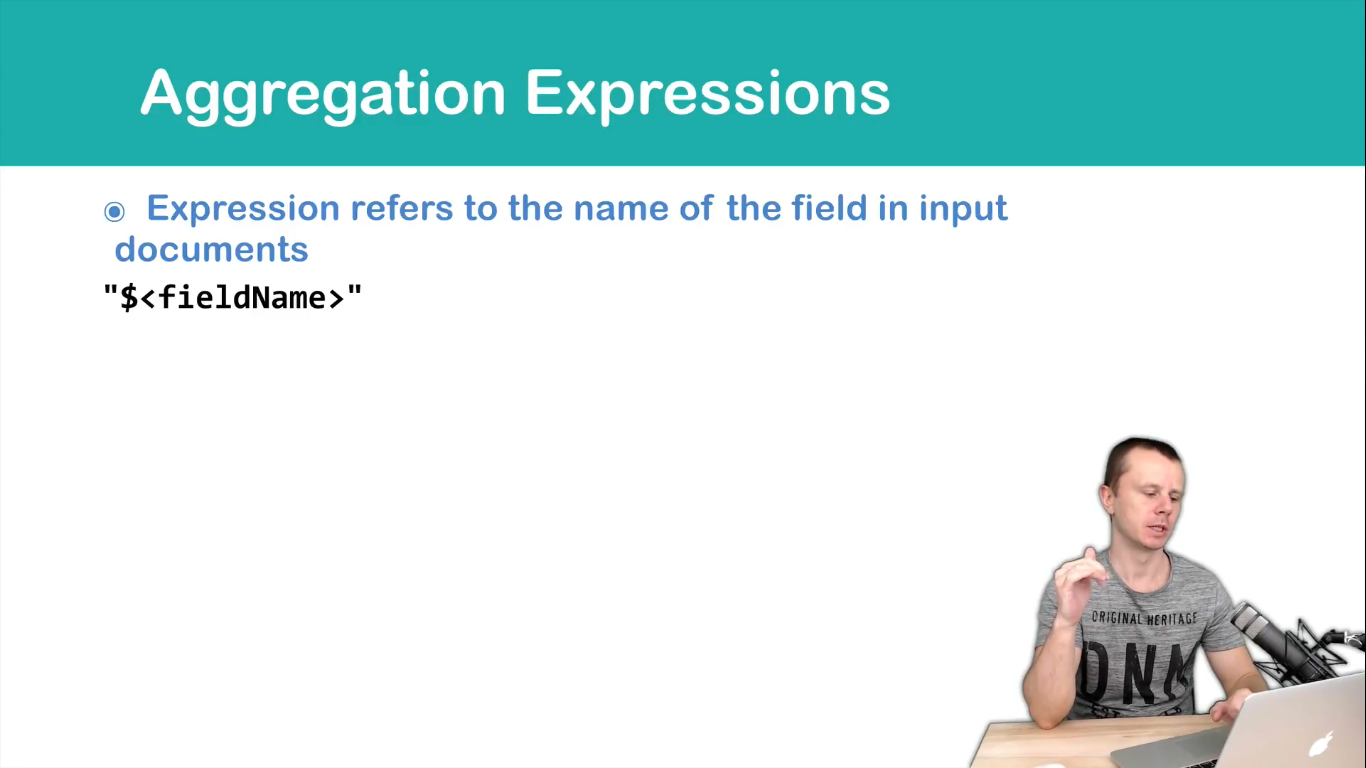 Aggregation Expressions
◉ Expression refers to the name of the field in input
documents
"$<fieldName>"
ORIGINAL HERITAGE
DNA